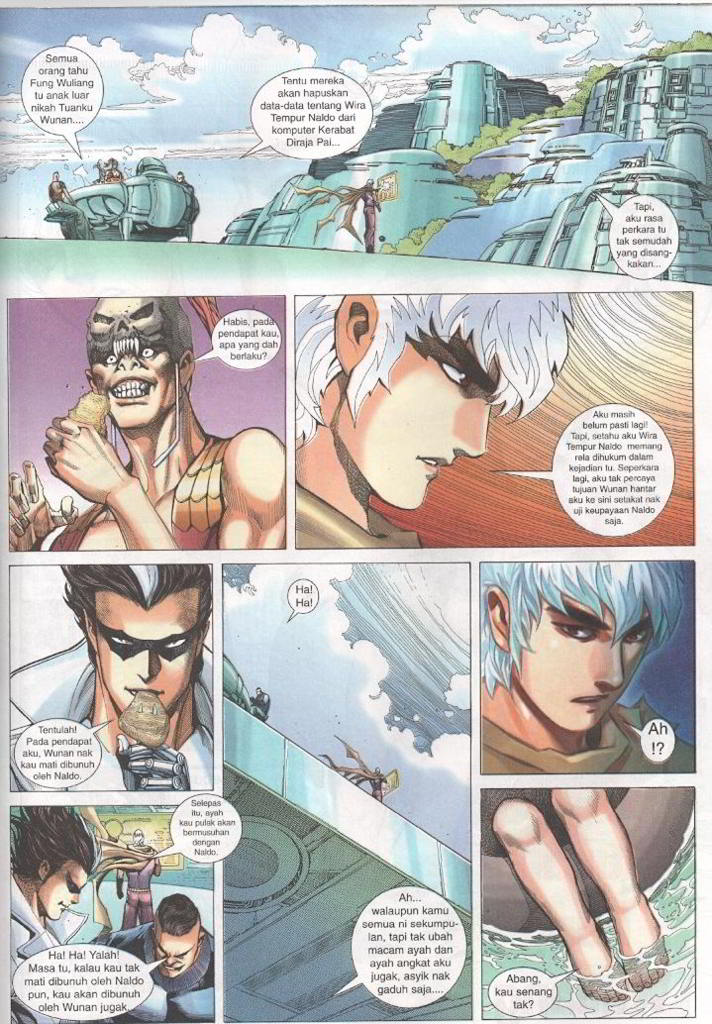 Semua
orang tahu
Fung Wuliang
tu anak luar
nikah Tuanku
Wunan....
Tentu mereka
akan hapuskan
data-data tentang Wira
Tempur Naldo dari
komputer Kerabat
Diraja Pai...
Tapi,
aku rasa
perkara tu
tak semudah
yang disang-
kakan...
Habis, pada
pendapat kau,
apa yang dah
berlaku?
Aku masih
belum pasti lagi!
Tapi, setahu aku Wira
Tempur Naldo memang
rela dihukum dalam
kejadian tu. Seperkara
lagi, aku tak percaya
tujuan Wunan hantar
aku ke sini setakat nak
uji keupayaan Naldo
saja.
Tentulah!
Pada pendapat
aku, Wunan nak
kau mati dibunuh
oleh Naldo.
Selepas
itu, ayah
kau pulak akan
bermusuhan
dengan
Naldo.
Ha! Ha! Yalah!
Masa tu, kalau kau tak
mati dibunuh oleh Naldo
pun, kau akan dibunuh
oleh Wunan jugak.
Ha!
Ha!
Ah...
walaupun kamu
semua ni sekumpu-
lan, tapi tak ubah
macam ayah dan
ayah angkat aku
jugak, asyik nak
gaduh saja....
Ah
!?
Abang,
kau senang
tak?